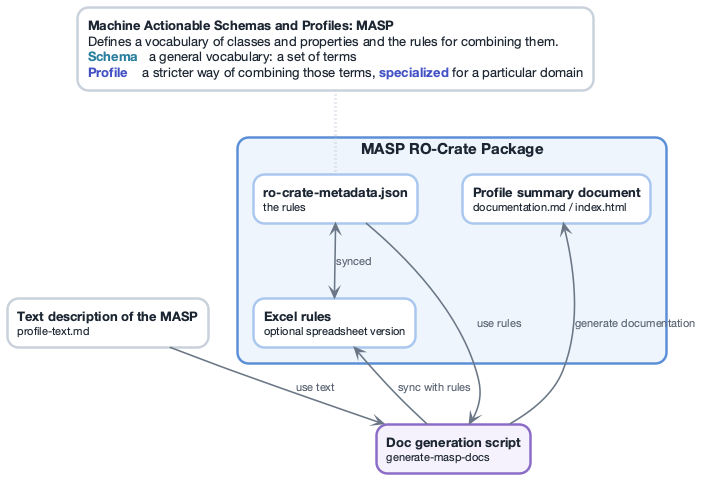 Machine Actionable Schemas and Profiles: MASP
Defines a vocabulary of classes and properties and the rules for combining them.
Schema a general vocabulary: a set of terms
Profile a stricter way of combining those terms, specialized for a particular domain
MASP RO-Crate Package
ro-crate-metadata.json
the rules
Profile summary document
documentation.md / index.html
synced
Excel rules
optional spreadsheet version
Text description of the MASP
profile-text.md
use rules
generate documentation
use text
sync with rules
Doc generation script
generate-masp-docs